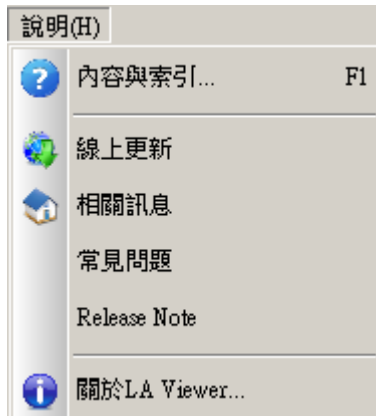 說明(H)
內容與索引... F1
線上更新
相關訊息
常見問題
Release Note
關於LA Viewer...